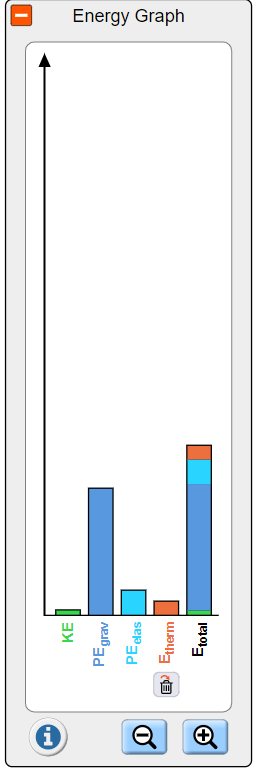 Energy Graph
KE
PEgrav
PEelas
Etherm
Etotal